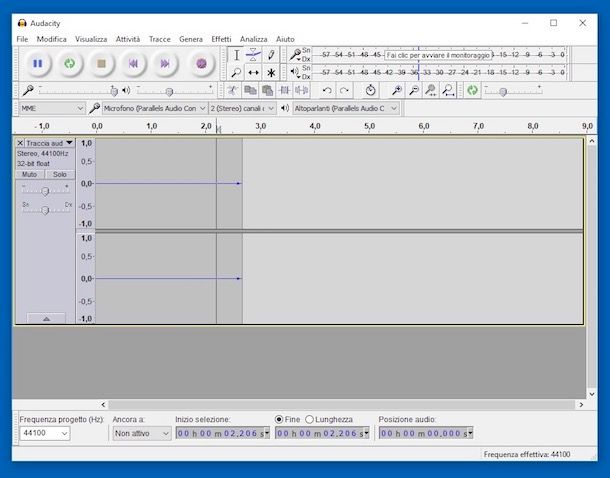 Audacity
File Modifica Visualizza Attività Tracce Genera Effetti Analizza Aiuto
Sn
Dx
-57 -54 -51 -48 -45 Fai clic per avviare il monitoraggio -15 -12 -9 -6 -3 0
Sn
Dx
-57 -54 -51 -48 -45 -42 -39 -36 -33 -30 -27 -24 -21 -18 -15 -12 -9 -6 -3 0
MME Microfono (Parallels Audio Con 2 (Stereo) canali Altoparlanti (Parallels Audio C
-1,0 0,0 1,0 2,0 3,0 4,0 5,0 6,0 7,0 8,0 9,0
Traccia aud
Stereo, 44100Hz
32-bit float
Muto Solo
- +
Sn Dx
1,0
0,5
0,0
-0,5
-1,0
1,0
0,5
0,0
-0,5
-1,0
Frequenza progetto (Hz): Ancora a: Inizio selezione: Fine Lunghezza Posizione audio:
44100 Non attivo 00 h 00 m 02,206 s 00 h 00 m 02,206 s 00 h 00 m 00,000 s
Frequenza effettiva: 44100